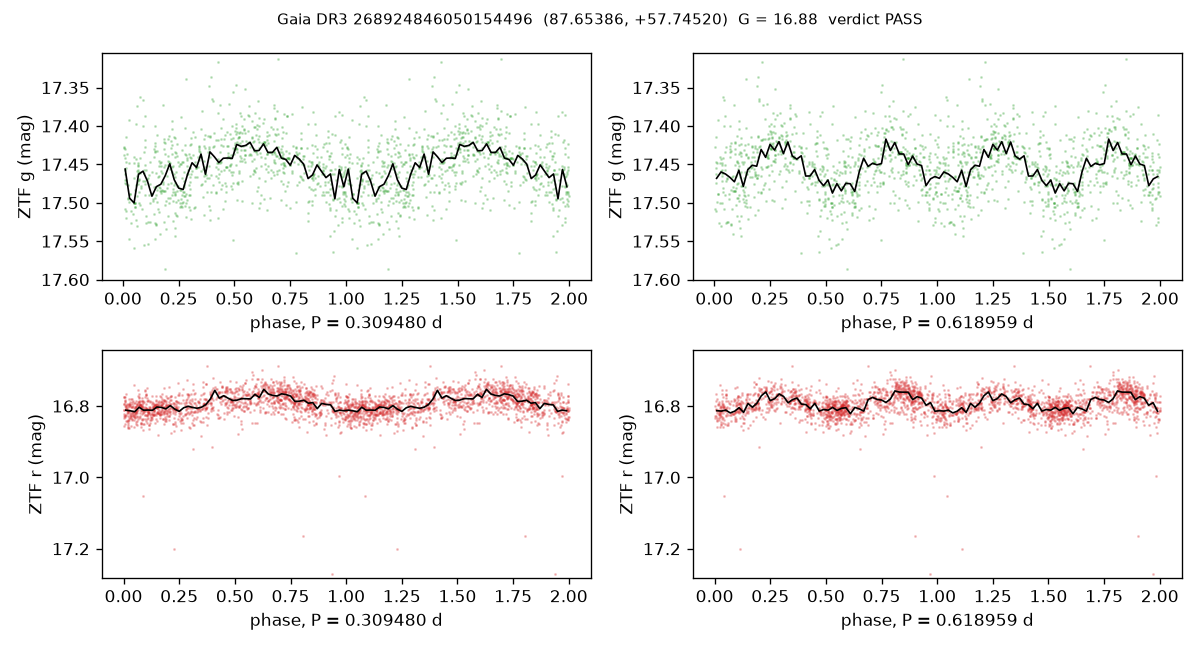 Gaia DR3 268924846050154496 (87.65386, +57.74520) G = 16.88 verdict PASS
ZTF g (mag)
17.35
17.40
17.45
17.50
17.55
17.60
0.00 0.25 0.50 0.75 1.00 1.25 1.50 1.75 2.00
phase, P = 0.309480 d
ZTF g (mag)
17.35
17.40
17.45
17.50
17.55
17.60
0.00 0.25 0.50 0.75 1.00 1.25 1.50 1.75 2.00
phase, P = 0.618959 d
ZTF r (mag)
16.8
17.0
17.2
0.00 0.25 0.50 0.75 1.00 1.25 1.50 1.75 2.00
phase, P = 0.309480 d
ZTF r (mag)
16.8
17.0
17.2
0.00 0.25 0.50 0.75 1.00 1.25 1.50 1.75 2.00
phase, P = 0.618959 d